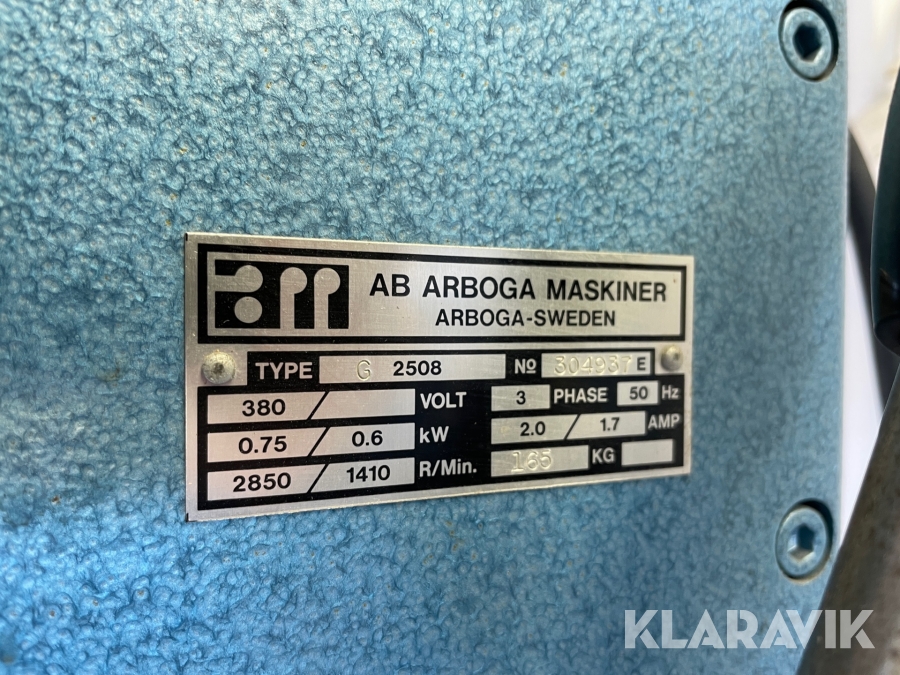 am AB ARBOGA MASKINER
ARBOGA-SWEDEN
TYPE G 2508 Nº 304937 E
380 / VOLT 3 PHASE 50 Hz
0.75 / 0.6 kW 2.0 / 1.7 AMP
2850 / 1410 R/Min. 165 KG
KLARAVIK